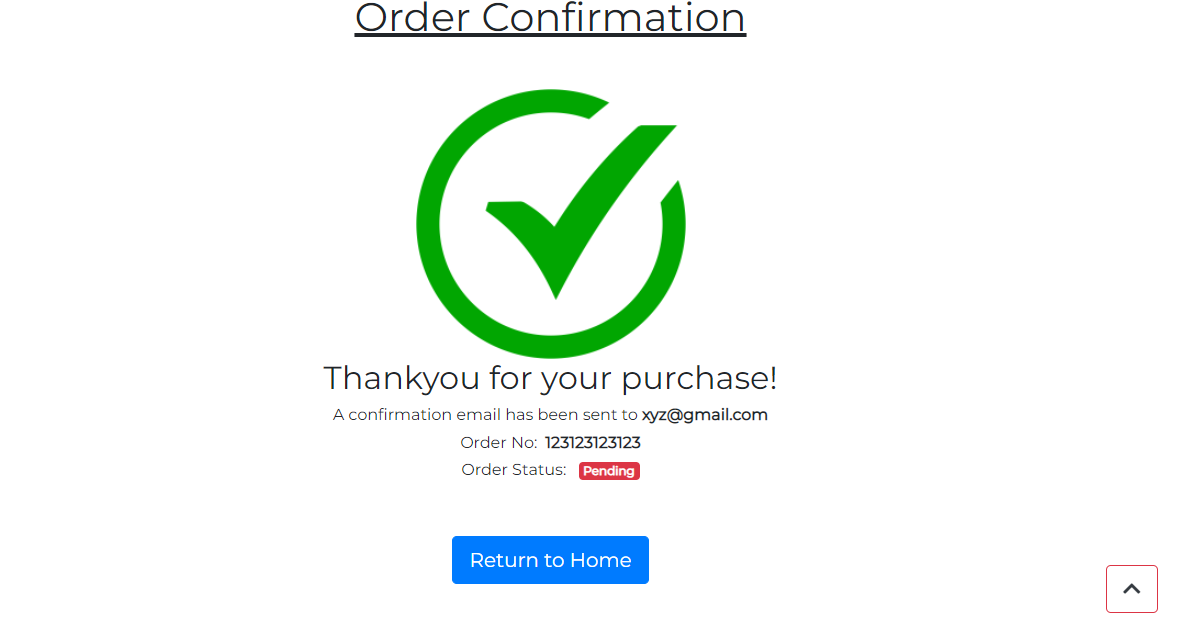 Order Confirmation
Thankyou for your purchase!
A confirmation email has been sent to xyz@gmail.com
Order No: 123123123123
Order Status: Pending
Return to Home